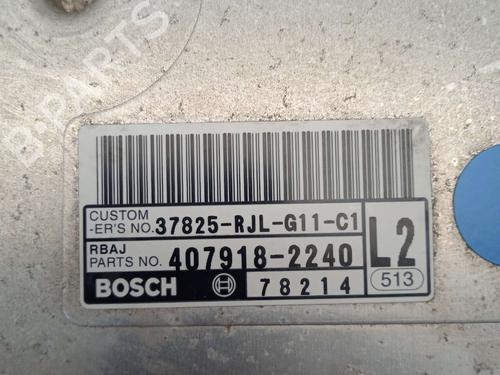 B-PARTS
CUSTOM
-ER'S NO. 37825-RJL-G11-C1
RBAJ
PARTS NO. 407918-2240
L2
BOSCH 78214
513